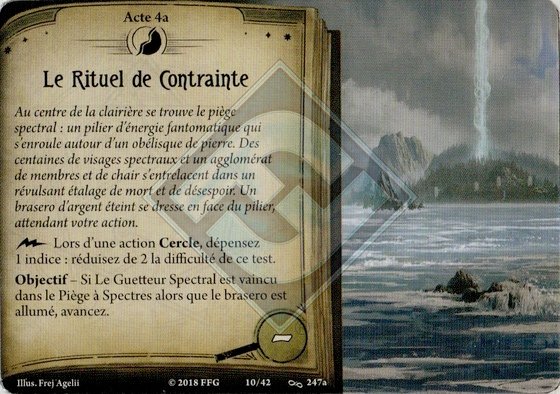 Acte 4a
Le Rituel de Contrainte
Au centre de la clairière se trouve le piège
spectral : un pilier d'énergie fantomatique qui
s'enroule autour d'un obélisque de pierre. Des
centaines de visages spectraux et un agglomérat
de membres et de chair s'entrelacent dans un
révulsant étalage de mort et de désespoir. Un
brasero d'argent éteint se dresse en face du pilier,
attendant votre action.
Lors d'une action Cercle, dépensez
1 indice : réduisez de 2 la difficulté de ce test.
Objectif – Si Le Guetteur Spectral est vaincu
dans le Piège à Spectres alors que le brasero est
allumé, avancez.
–
Illus. Frej Agelii © 2018 FFG 10/42 247a